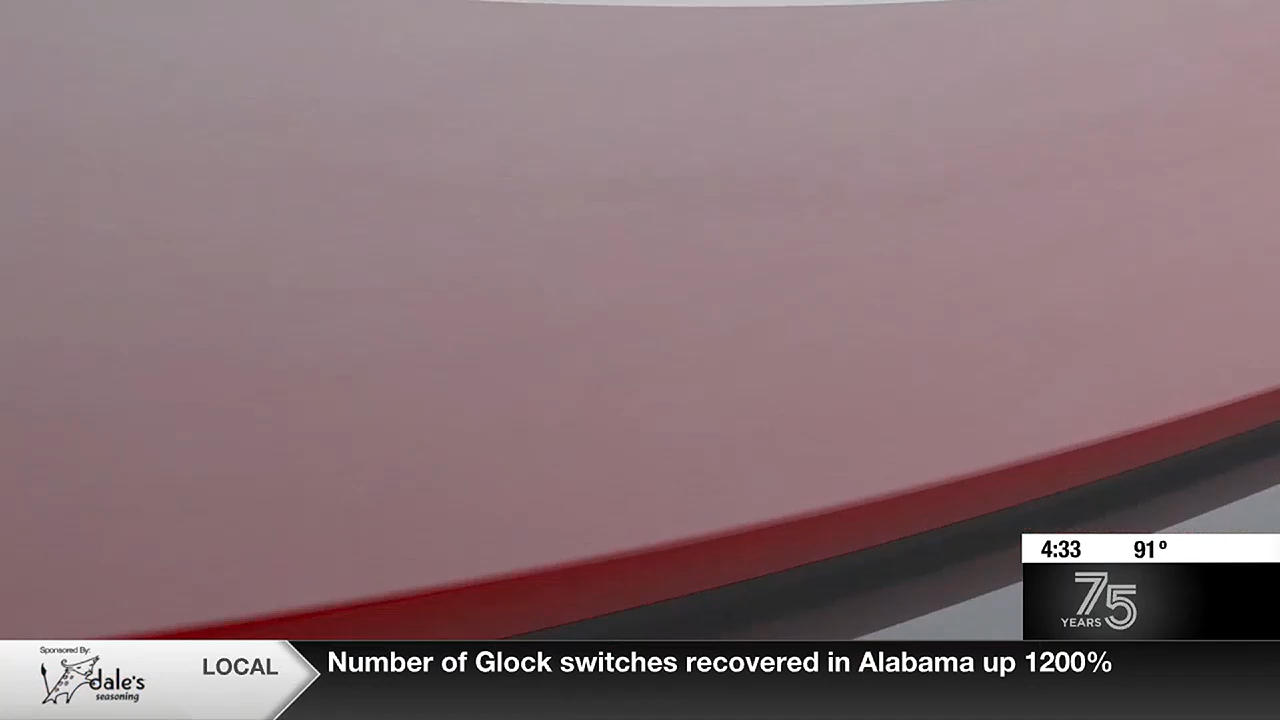 4:33 91º
75
YEARS
Sponsored By:
dale's
seasoning
LOCAL
Number of Glock switches recovered in Alabama up 1200%